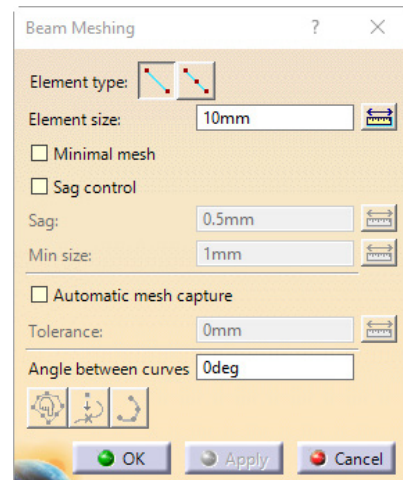 Beam Meshing ? ×
Element type:
Element size: 10mm
Minimal mesh
Sag control
Sag: 0.5mm
Min size: 1mm
Automatic mesh capture
Tolerance: 0mm
Angle between curves 0deg
OK Apply Cancel